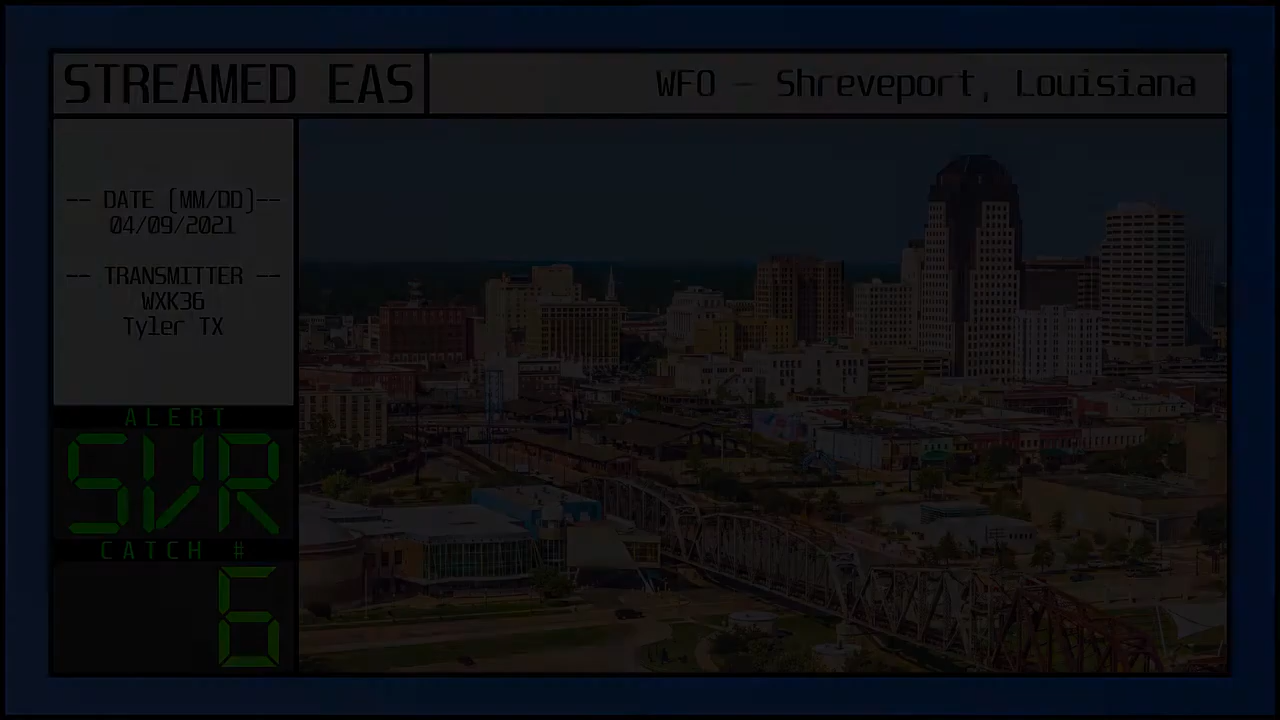 STREAMED EAS
WFO - Shreveport, Louisiana
-- DATE (MM/DD)--
04/09/2021
-- TRANSMITTER --
WXK36
Tyler TX
ALERT
SVR
CATCH #
6